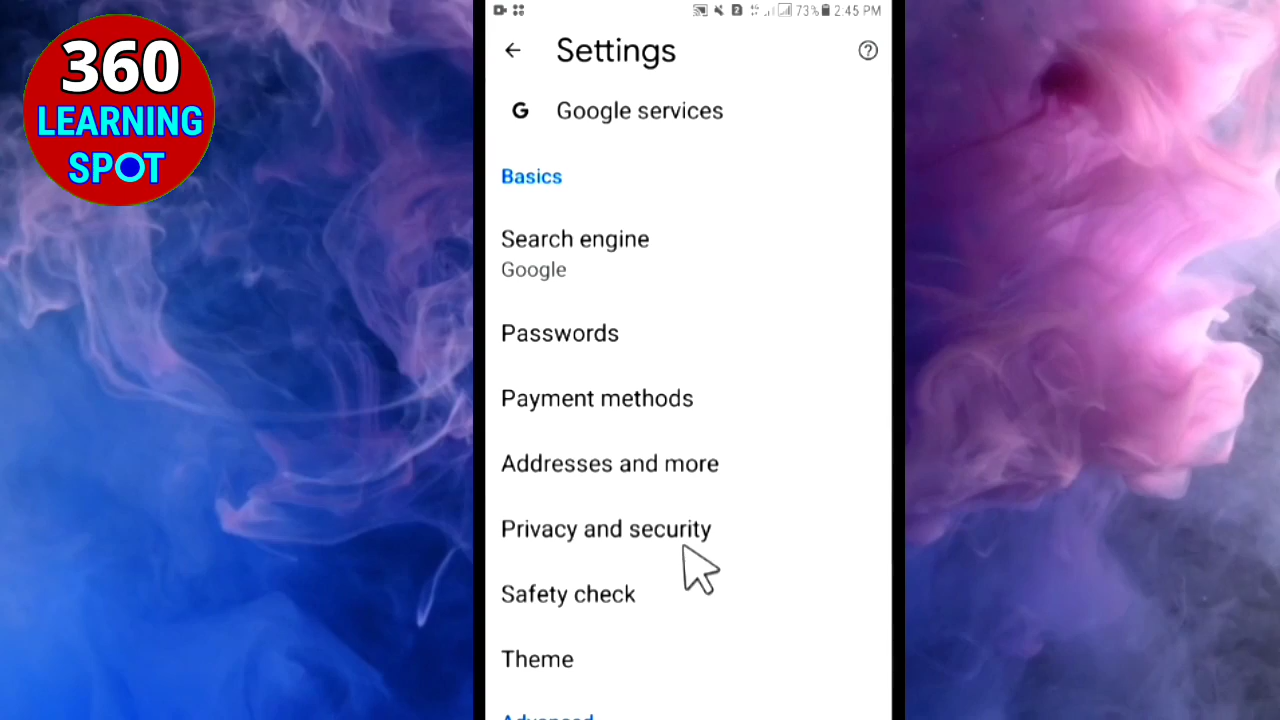 360
LEARNING
SPOT
73% 2:45 PM
Settings
G Google services
Basics
Search engine
Google
Passwords
Payment methods
Addresses and more
Privacy and security
Safety check
Theme
Advanced